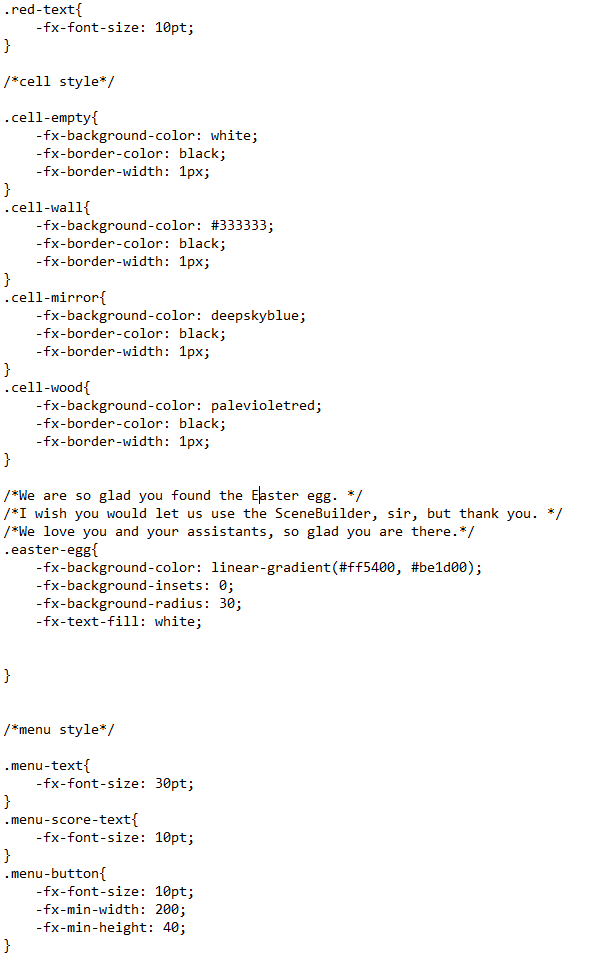 .red-text{
    -fx-font-size: 10pt;
}

/*cell style*/

.cell-empty{
    -fx-background-color: white;
    -fx-border-color: black;
    -fx-border-width: 1px;
}
.cell-wall{
    -fx-background-color: #333333;
    -fx-border-color: black;
    -fx-border-width: 1px;
}
.cell-mirror{
    -fx-background-color: deepskyblue;
    -fx-border-color: black;
    -fx-border-width: 1px;
}
.cell-wood{
    -fx-background-color: palevioletred;
    -fx-border-color: black;
    -fx-border-width: 1px;
}

/*We are so glad you found the Easter egg. */
/*I wish you would let us use the SceneBuilder, sir, but thank you. */
/*We love you and your assistants, so glad you are there.*/
.easter-egg{
    -fx-background-color: linear-gradient(#ff5400, #be1d00);
    -fx-background-insets: 0;
    -fx-background-radius: 30;
    -fx-text-fill: white;


}


/*menu style*/

.menu-text{
    -fx-font-size: 30pt;
}
.menu-score-text{
    -fx-font-size: 10pt;
}
.menu-button{
    -fx-font-size: 10pt;
    -fx-min-width: 200;
    -fx-min-height: 40;
}